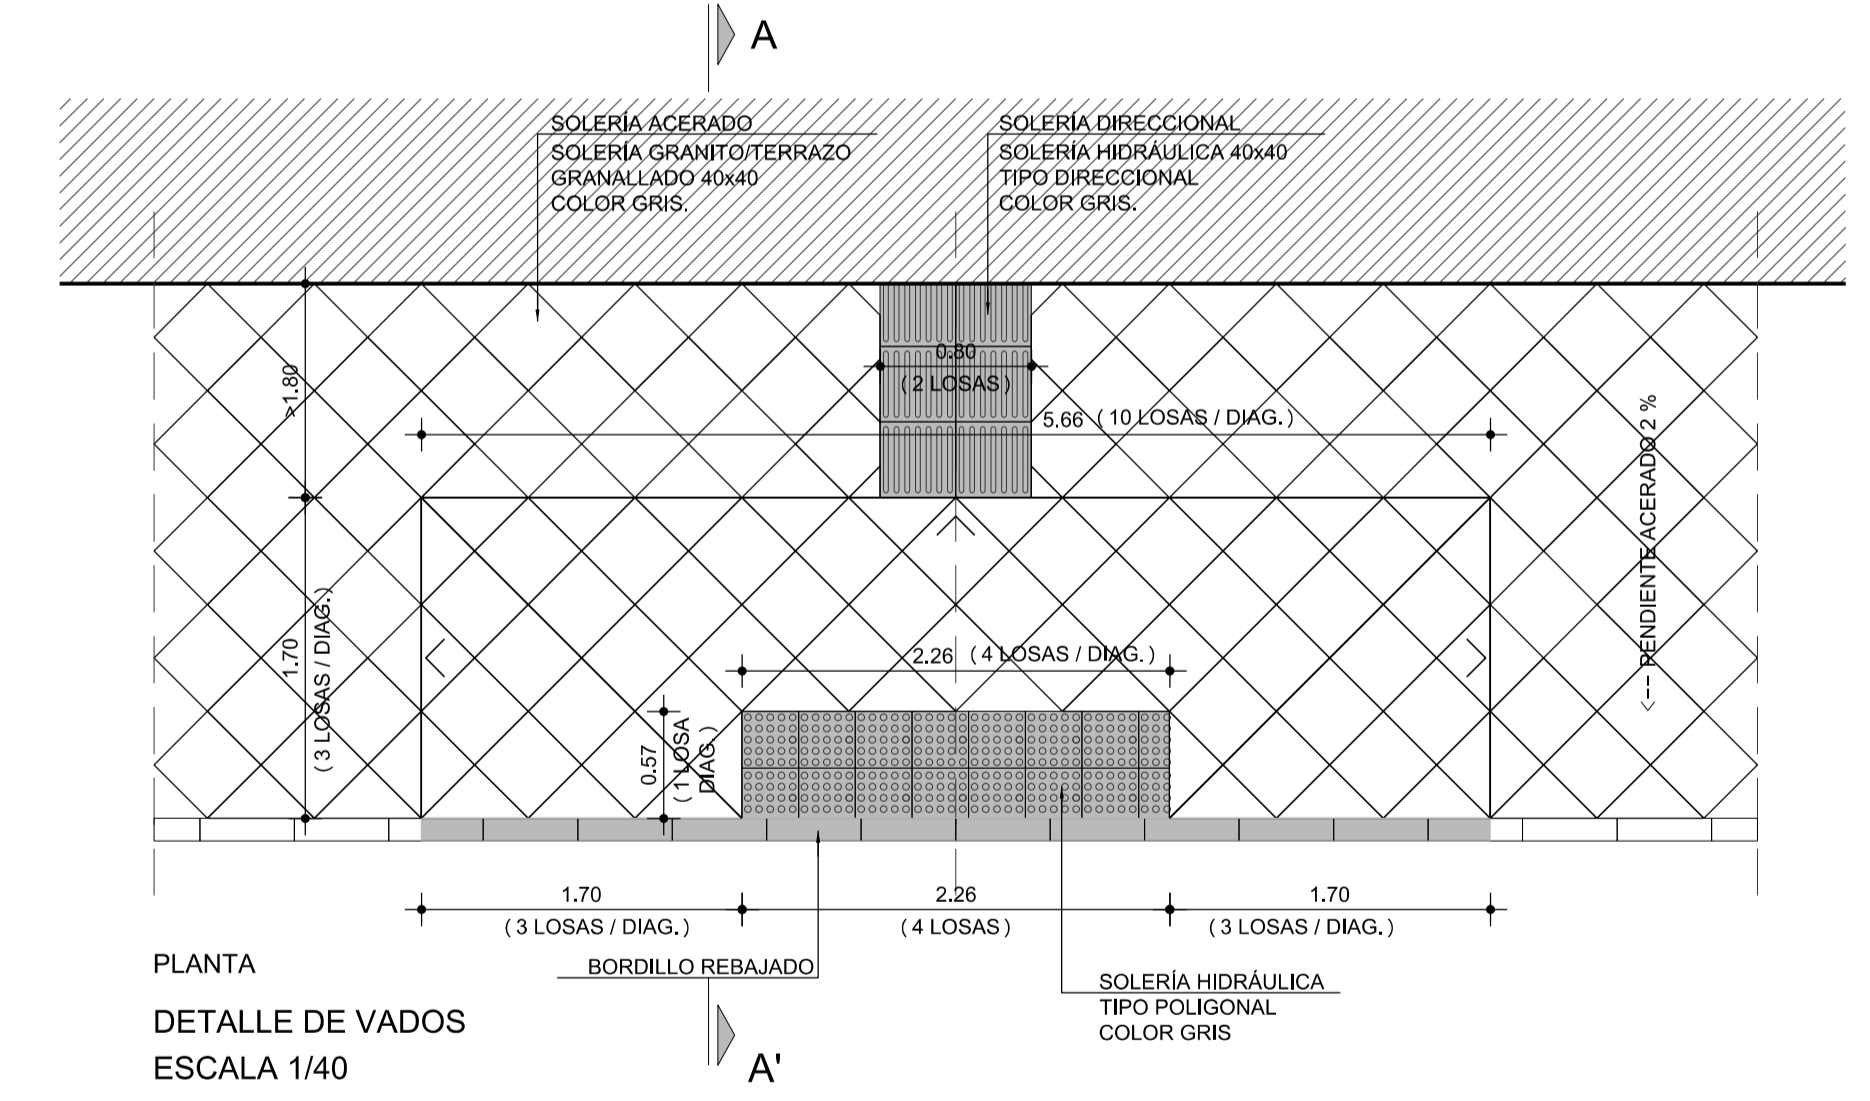 A
SOLERÍA ACERADO
SOLERÍA GRANITO/TERRAZO
GRANALLADO 40x40
COLOR GRIS.
SOLERÍA DIRECCIONAL
SOLERÍA HIDRÁULICA 40x40
TIPO DIRECCIONAL
COLOR GRIS.
0.80
( 2 LOSAS )
>1.80
5.66 ( 10 LOSAS / DIAG. )
<--- PENDIENTE ACERADO 2 %
1.70
( 3 LOSAS / DIAG. )
2.26 ( 4 LOSAS / DIAG. )
0.57
( 1 LOSA
DIAG. )
1.70
( 3 LOSAS / DIAG. )
2.26
( 4 LOSAS )
1.70
( 3 LOSAS / DIAG. )
BORDILLO REBAJADO
SOLERÍA HIDRÁULICA
TIPO POLIGONAL
COLOR GRIS
PLANTA
DETALLE DE VADOS
ESCALA 1/40
A'